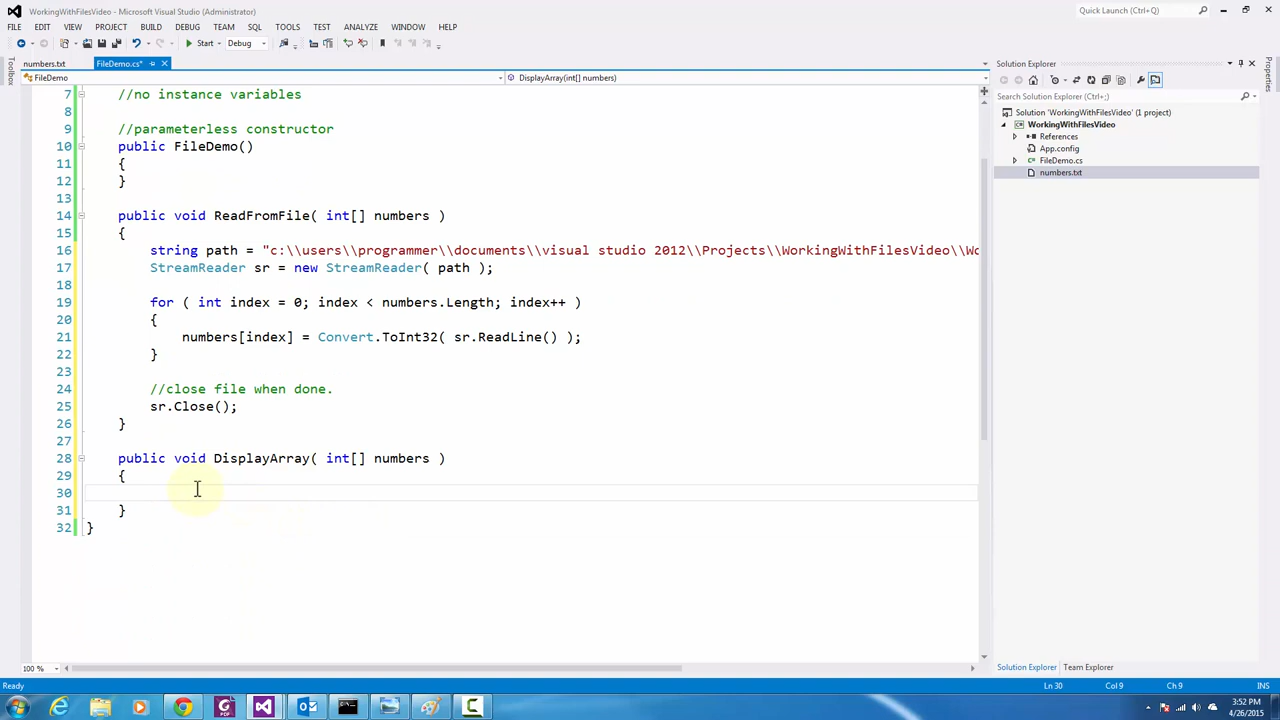 WorkingWithFilesVideo - Microsoft Visual Studio (Administrator)
Quick Launch (Ctrl+Q)
FILE EDIT VIEW PROJECT BUILD DEBUG TEAM SQL TOOLS TEST ANALYZE WINDOW HELP
Start Debug
numbers.txt FileDemo.cs*
FileDemo DisplayArray(int[] numbers)
Toolbox
7 //no instance variables
8
9 //parameterless constructor
10 public FileDemo()
11 {
12 }
13
14 public void ReadFromFile( int[] numbers )
15 {
16 string path = "c:\\users\\programmer\\documents\\visual studio 2012\\Projects\\WorkingWithFilesVideo\\Wo
17 StreamReader sr = new StreamReader( path );
18
19 for ( int index = 0; index < numbers.Length; index++ )
20 {
21 numbers[index] = Convert.ToInt32( sr.ReadLine() );
22 }
23
24 //close file when done.
25 sr.Close();
26 }
27
28 public void DisplayArray( int[] numbers )
29 {
30
31 }
32 }
100 %
Solution Explorer
Search Solution Explorer (Ctrl+;)
Solution 'WorkingWithFilesVideo' (1 project)
WorkingWithFilesVideo
References
App.config
FileDemo.cs
numbers.txt
Solution Explorer Team Explorer
Properties
Ready Ln 30 Col 9 Ch 9 INS
3:52 PM
4/26/2015